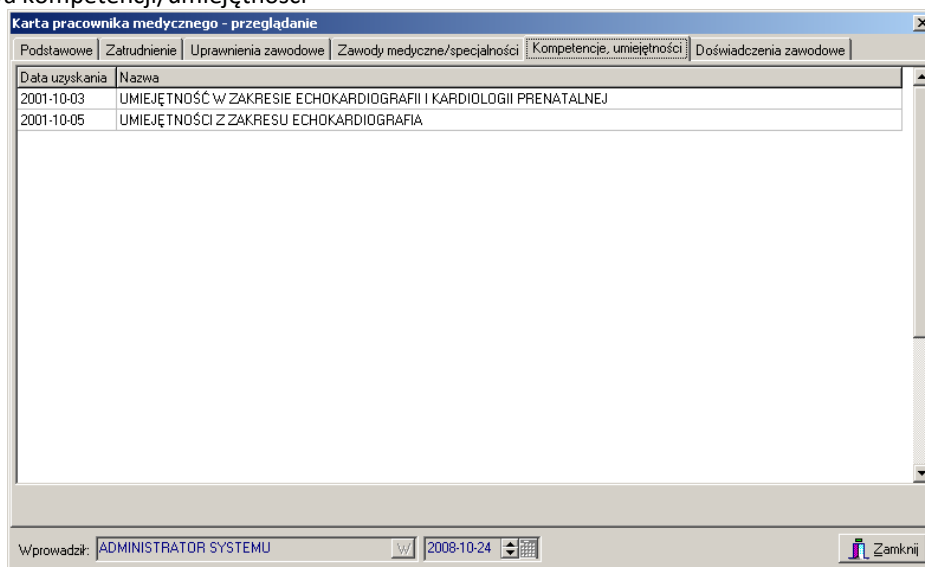 a kompetencji/umiejętności
Karta pracownika medycznego - przeglądanie
Podstawowe Zatrudnienie Uprawnienia zawodowe Zawody medyczne/specjalności Kompetencje, umiejętności Doświadczenia zawodowe
Data uzyskania Nazwa
2001-10-03 UMIEJĘTNOŚĆ W ZAKRESIE ECHOKARDIOGRAFII I KARDIOLOGII PRENATALNEJ
2001-10-05 UMIEJĘTNOŚCI Z ZAKRESU ECHOKARDIOGRAFIA
Wprowadził: ADMINISTRATOR SYSTEMU W 2008-10-24 Zamknij